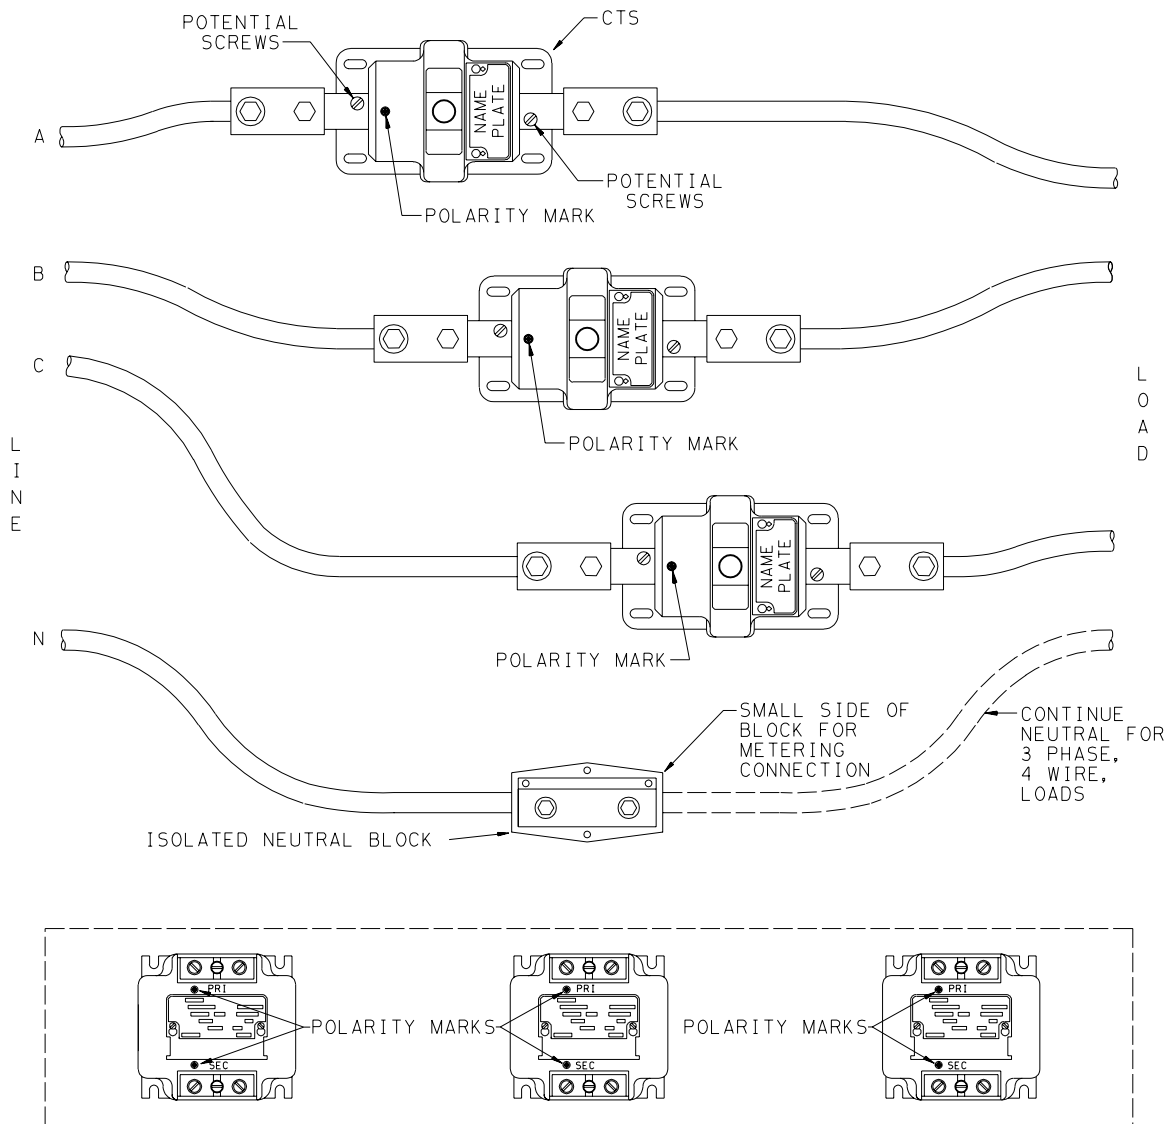 POTENTIAL
SCREWS
CTS
A
NAME
PLATE
POTENTIAL
SCREWS
POLARITY MARK
B
NAME
PLATE
POLARITY MARK
C
LINE
LOAD
NAME
PLATE
POLARITY MARK
N
SMALL SIDE OF
BLOCK FOR
METERING
CONNECTION
CONTINUE
NEUTRAL FOR
3 PHASE,
4 WIRE,
LOADS
ISOLATED NEUTRAL BLOCK
PRI
PRI
PRI
POLARITY MARKS
POLARITY MARKS
SEC
SEC
SEC